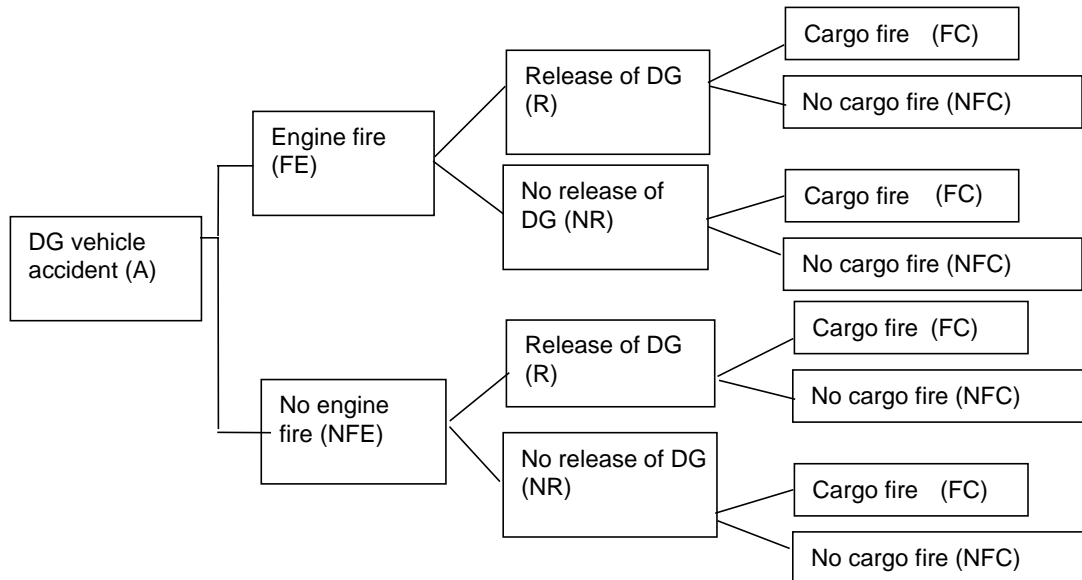 DG vehicle
accident (A)
Engine fire
(FE)
No engine
fire (NFE)
Release of DG
(R)
No release of
DG (NR)
Release of DG
(R)
No release of DG
(NR)
Cargo fire (FC)
No cargo fire (NFC)
Cargo fire (FC)
No cargo fire (NFC)
Cargo fire (FC)
No cargo fire (NFC)
Cargo fire (FC)
No cargo fire (NFC)